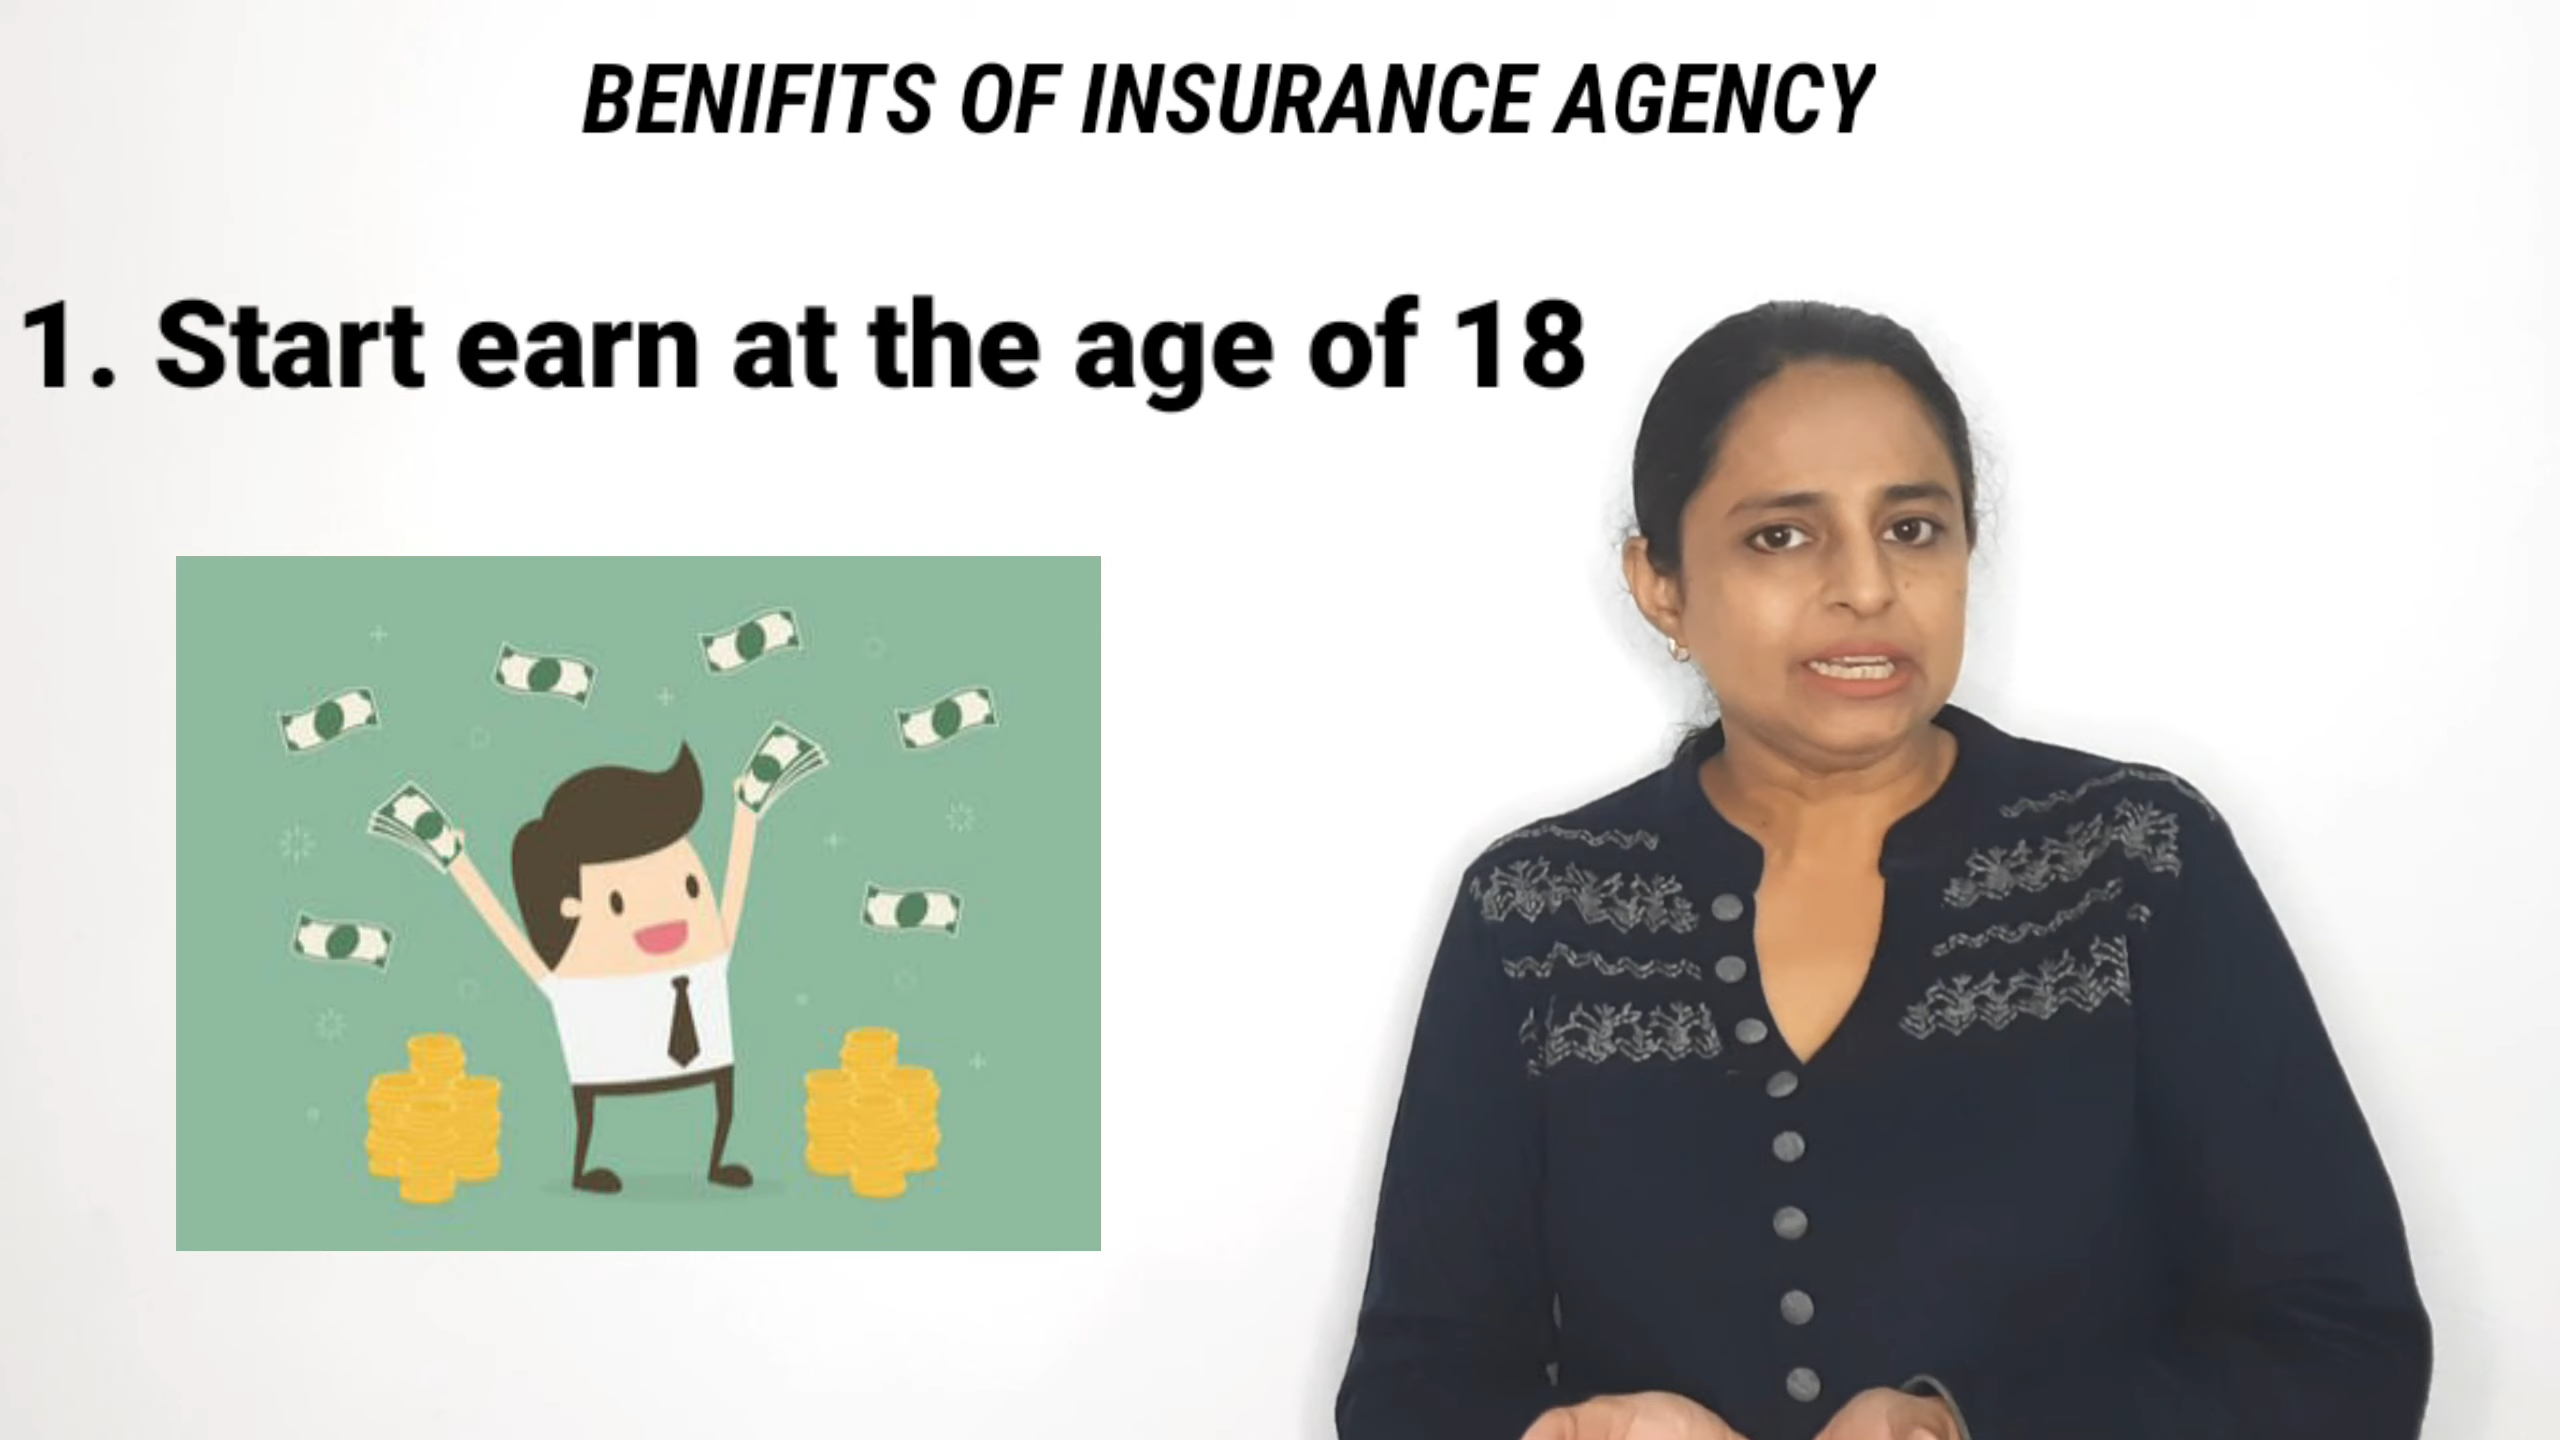 BENIFITS OF INSURANCE AGENCY
1. Start earn at the age of 18